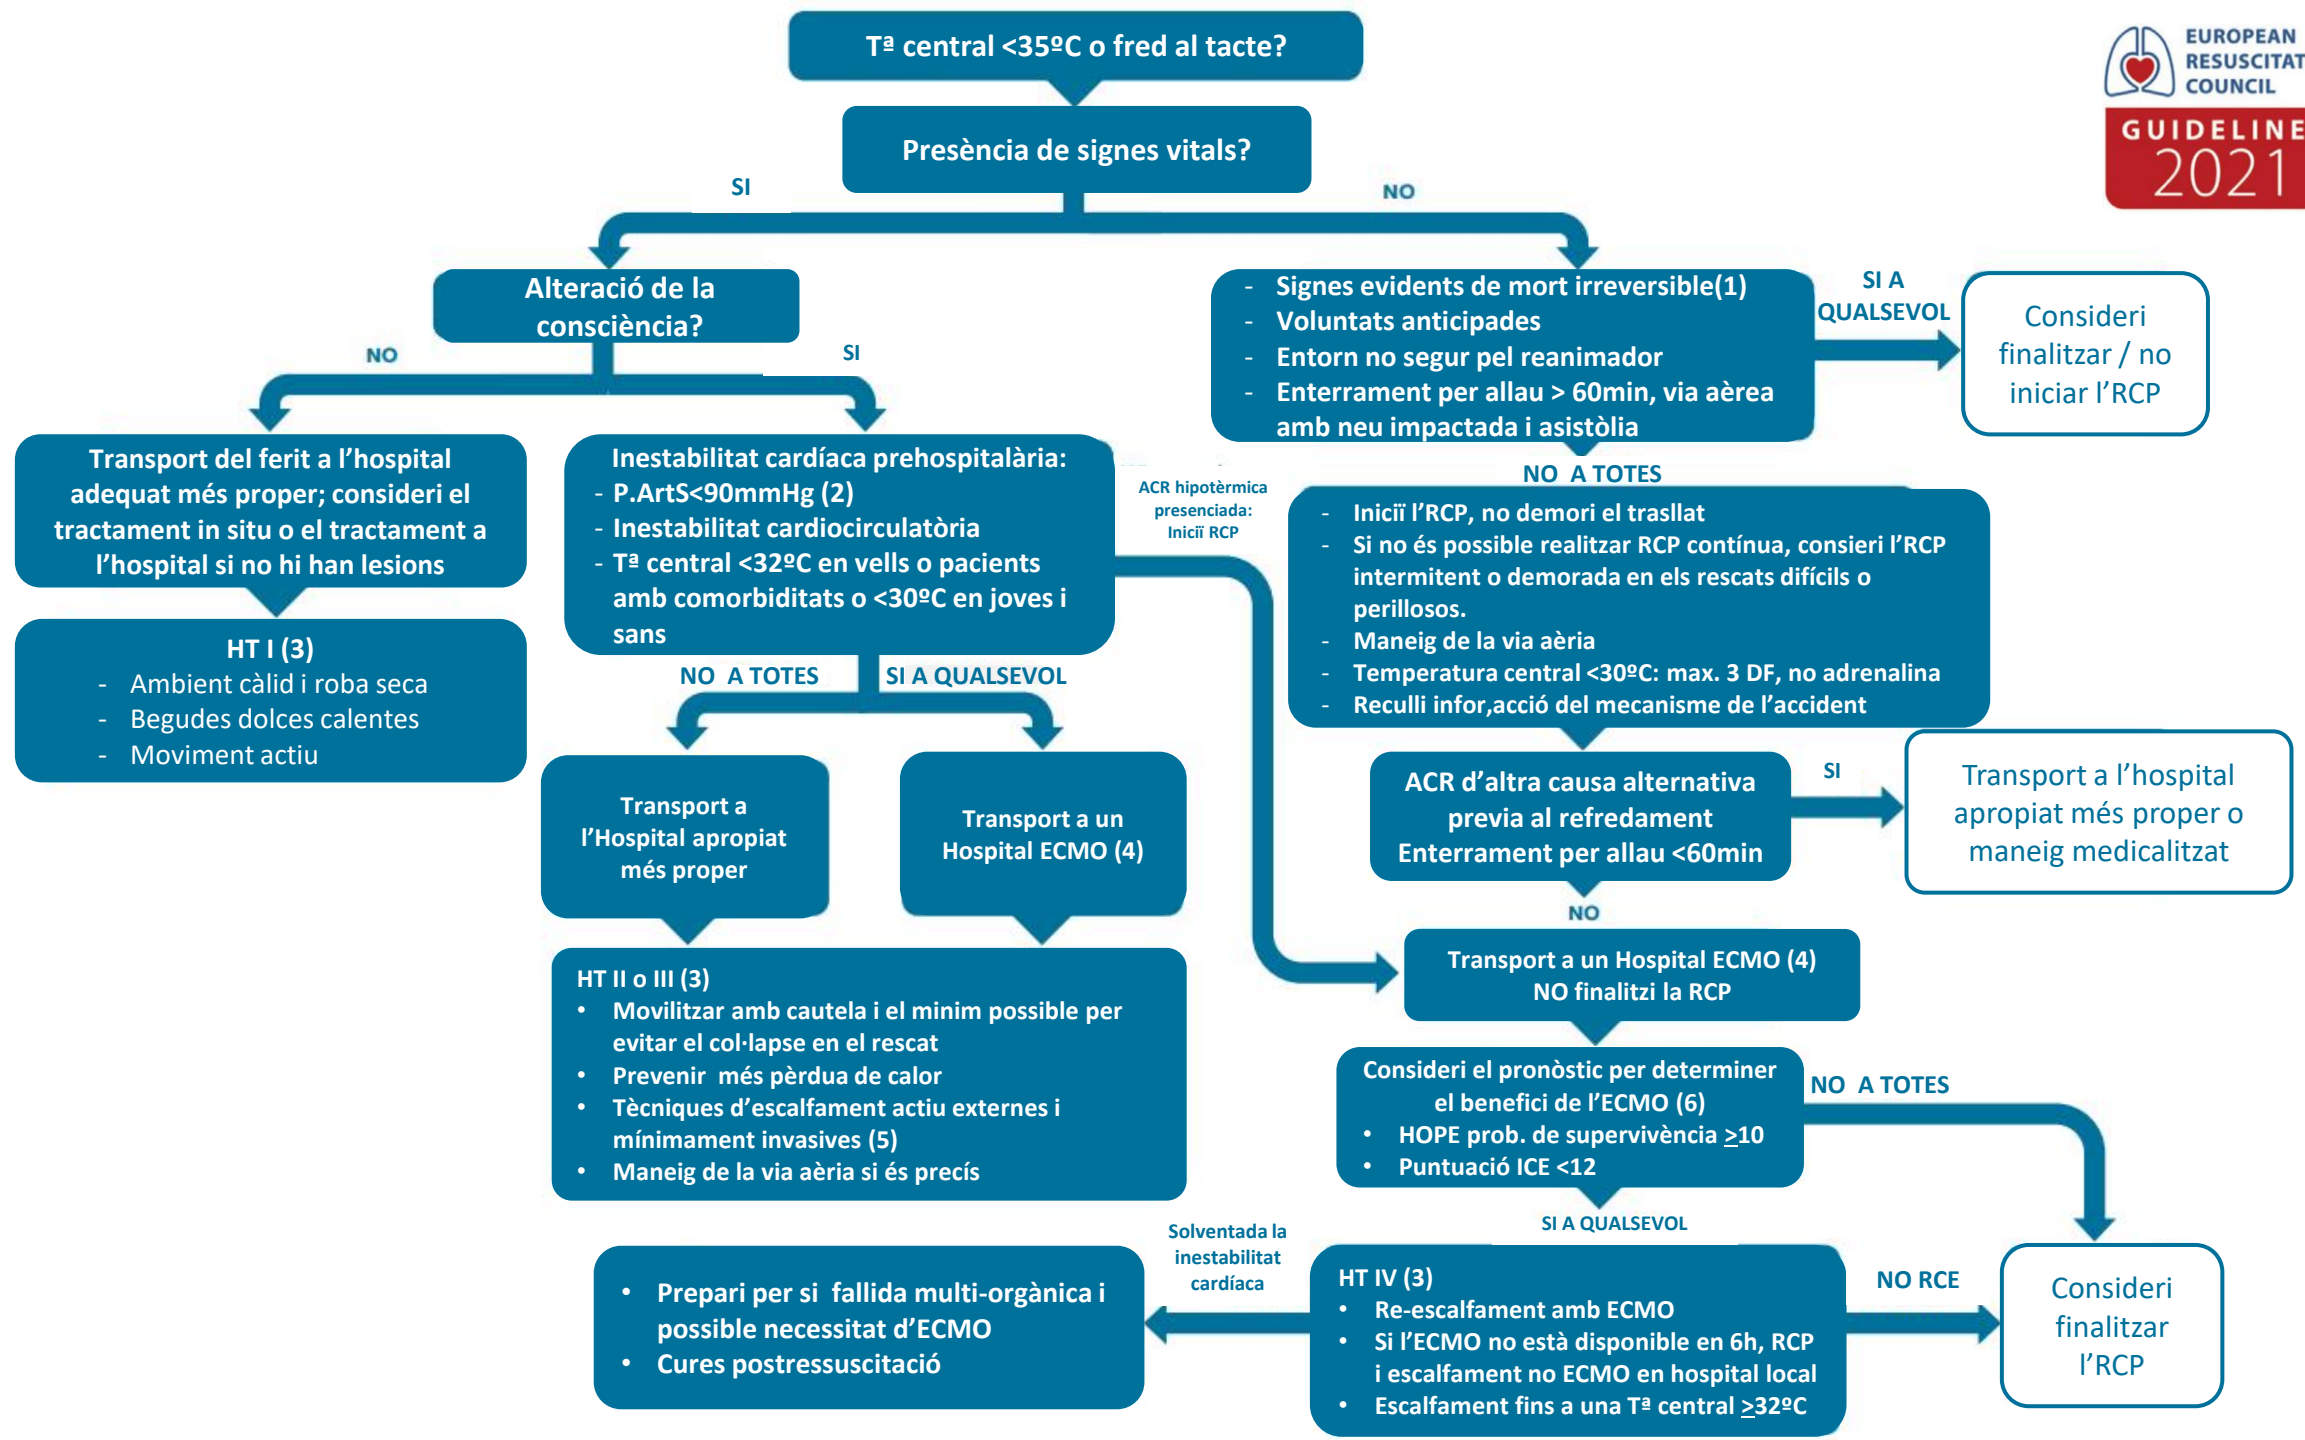 Tª central <35ºC o fred al tacte?
EUROPEAN
RESUSCITAT
COUNCIL
GUIDELINE
2021
Presència de signes vitals?
SI
NO
Alteració de la
consciència?
- Signes evidents de mort irreversible(1)
- Voluntats anticipades
- Entorn no segur pel reanimador
- Enterrament per allau > 60min, via aèrea
amb neu impactada i asistòlia
SI A
QUALSEVOL
Consideri
finalitzar / no
iniciar l’RCP
NO
SI
Transport del ferit a l’hospital
adequat més proper; consideri el
tractament in situ o el tractament a
l’hospital si no hi han lesions
Inestabilitat cardíaca prehospitalària:
- P.ArtS<90mmHg (2)
- Inestabilitat cardiocirculatòria
- Tª central <32ºC en vells o pacients
amb comorbiditats o <30ºC en joves i
sans
ACR hipotèrmica
presenciada:
Iniciï RCP
NO A TOTES
- Iniciï l’RCP, no demori el trasllat
- Si no és possible realitzar RCP contínua, consieri l’RCP
intermitent o demorada en els rescats difícils o
perillosos.
- Maneig de la via aèria
- Temperatura central <30ºC: max. 3 DF, no adrenalina
- Reculli infor,acció del mecanisme de l’accident
HT I (3)
- Ambient càlid i roba seca
- Begudes dolces calentes
- Moviment actiu
NO A TOTES
SI A QUALSEVOL
Transport a
l’Hospital apropiat
més proper
Transport a un
Hospital ECMO (4)
ACR d’altra causa alternativa
previa al refredament
Enterrament per allau <60min
SI
Transport a l’hospital
apropiat més proper o
maneig medicalitzat
NO
Transport a un Hospital ECMO (4)
NO finalitzi la RCP
HT II o III (3)
• Movilitzar amb cautela i el minim possible per
evitar el col·lapse en el rescat
• Prevenir més pèrdua de calor
• Tècniques d’escalfament actiu externes i
mínimament invasives (5)
• Maneig de la via aèria si és precís
Consideri el pronòstic per determiner
el benefici de l’ECMO (6)
• HOPE prob. de supervivència >10
• Puntuació ICE <12
NO A TOTES
SI A QUALSEVOL
Solventada la
inestabilitat
cardíaca
• Prepari per si fallida multi-orgànica i
possible necessitat d’ECMO
• Cures postressuscitació
HT IV (3)
• Re-escalfament amb ECMO
• Si l’ECMO no està disponible en 6h, RCP
i escalfament no ECMO en hospital local
• Escalfament fins a una Tª central >32ºC
NO RCE
Consideri
finalitzar
l’RCP